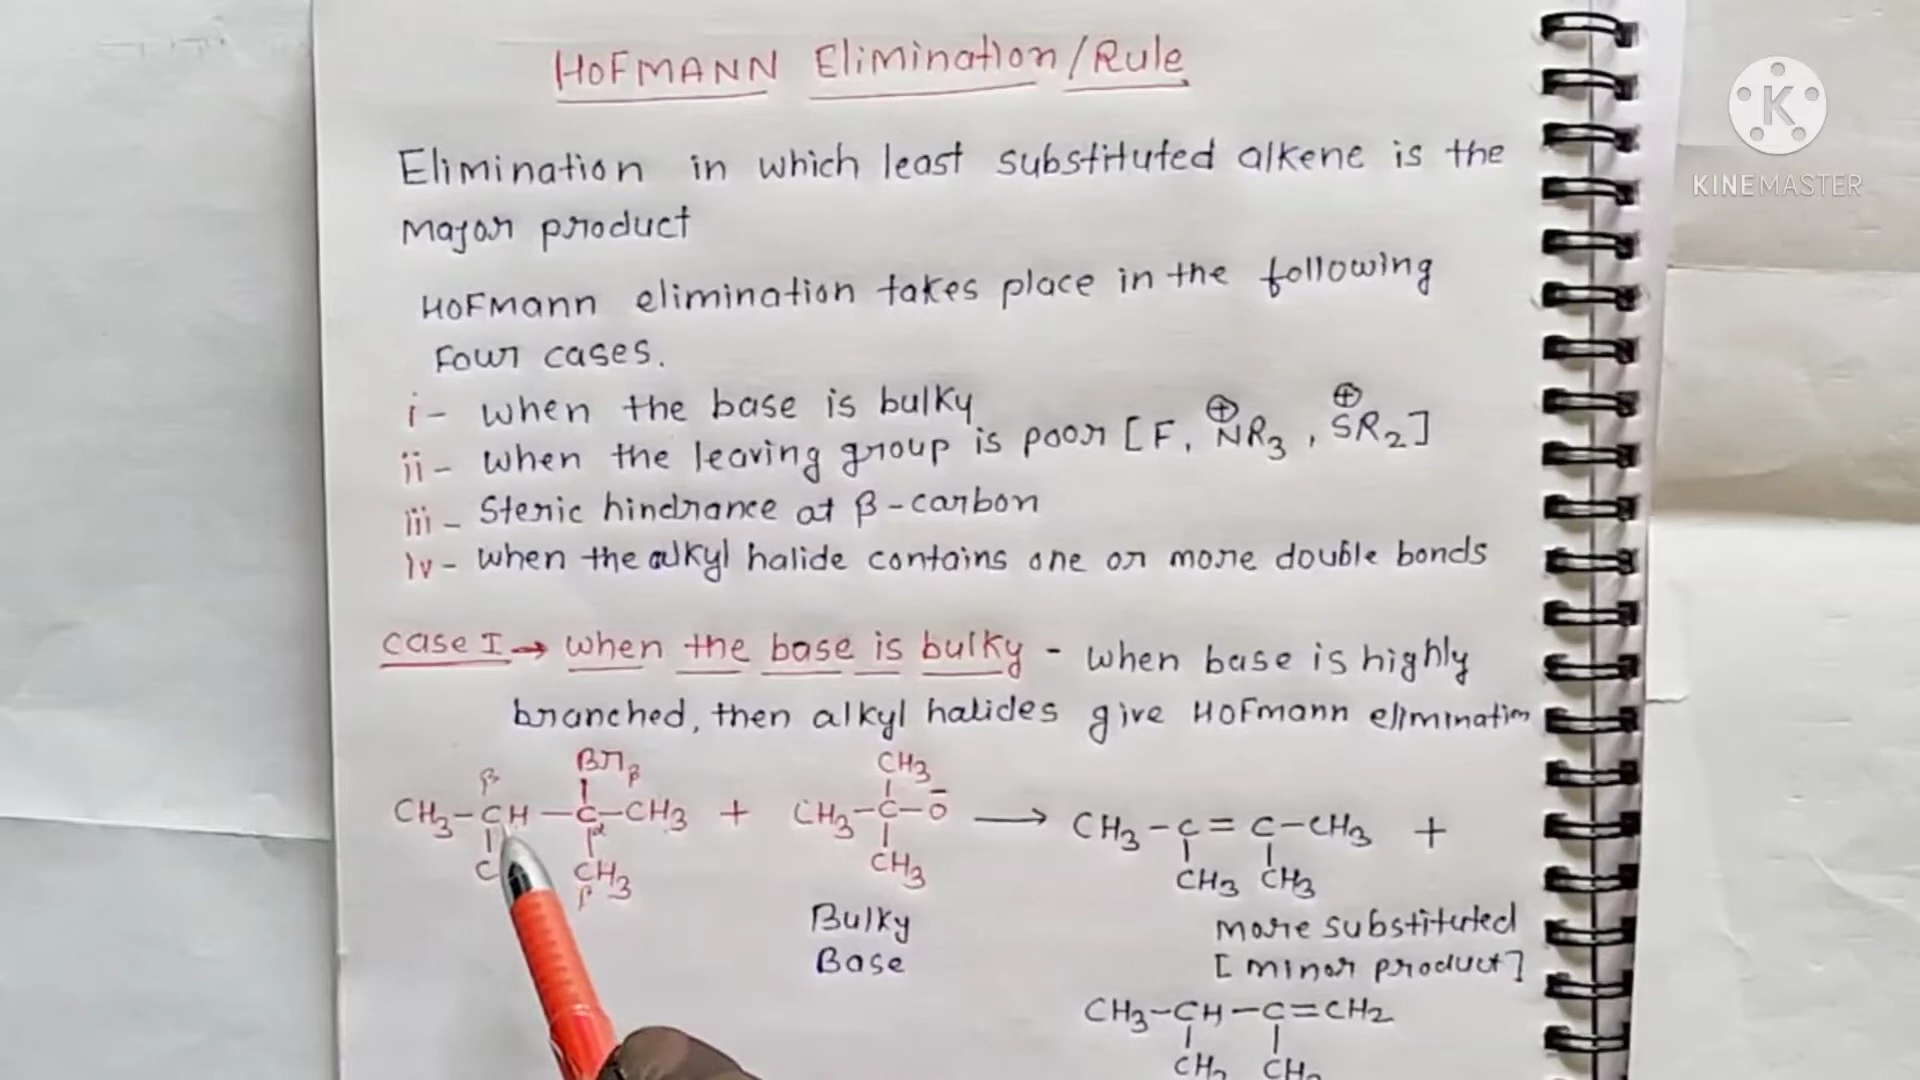 HOFMANN Elimination/Rule
KINEMASTER
Elimination in which least substituted alkene is the
major product
HOFmann elimination takes place in the following
Four cases.
i- when the base is bulky
ii- when the leaving group is poor [F, ⊕NR3, ⊕SR2]
iii- Steric hindrance at β-carbon
iv- when the alkyl halide contains one or more double bonds
case I→ when the base is bulky - when base is highly
branched, then alkyl halides give HOFmann elimination
β Br β CH3
CH3-CH-C-CH3 + CH3-C-O⁻ → CH3-C=C-CH3 +
α
C CH3 CH3 CH3 CH3
β
Bulky
Base
more substituted
[minor product]
CH3-CH-C=CH2